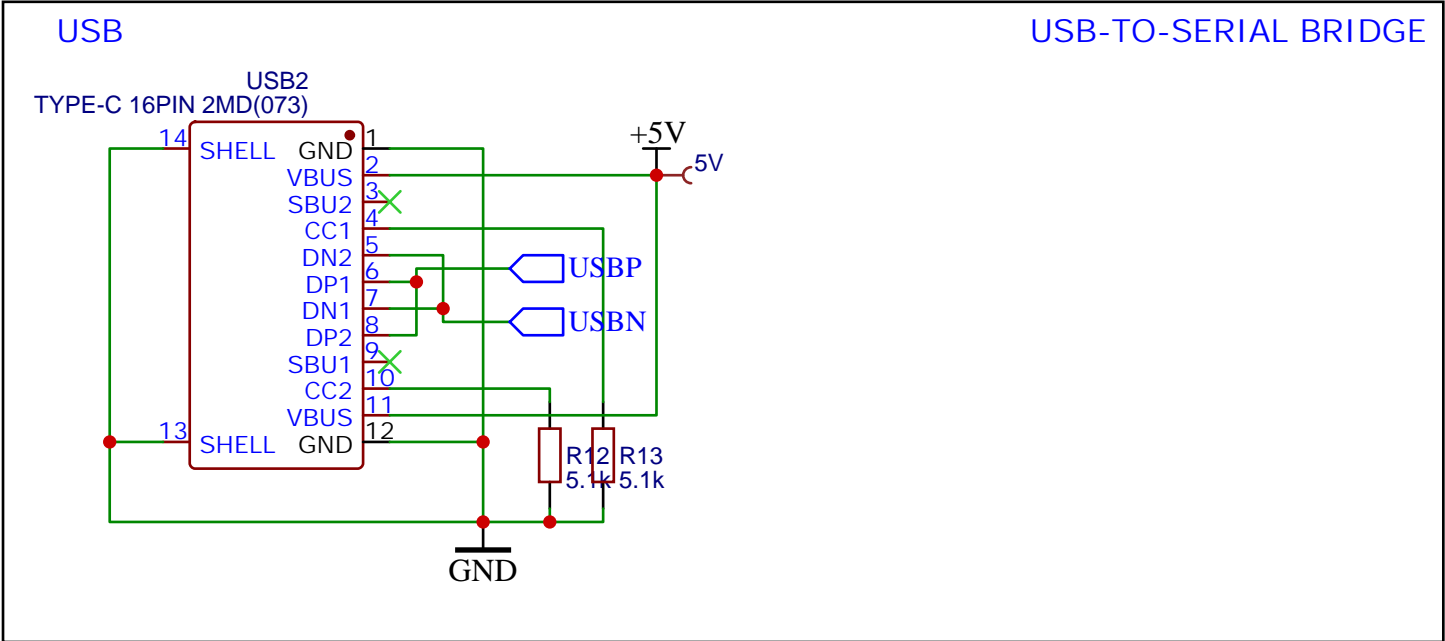 USB
USB-TO-SERIAL BRIDGE
USB2
TYPE-C 16PIN 2MD(073)
14
SHELL
GND
1
VBUS
2
SBU2
3
CC1
4
DN2
5
DP1
6
DN1
7
DP2
8
SBU1
9
CC2
10
VBUS
11
13
SHELL
GND
12
+5V
5V
USBP
USBN
R12
5.1k
R13
5.1k
GND